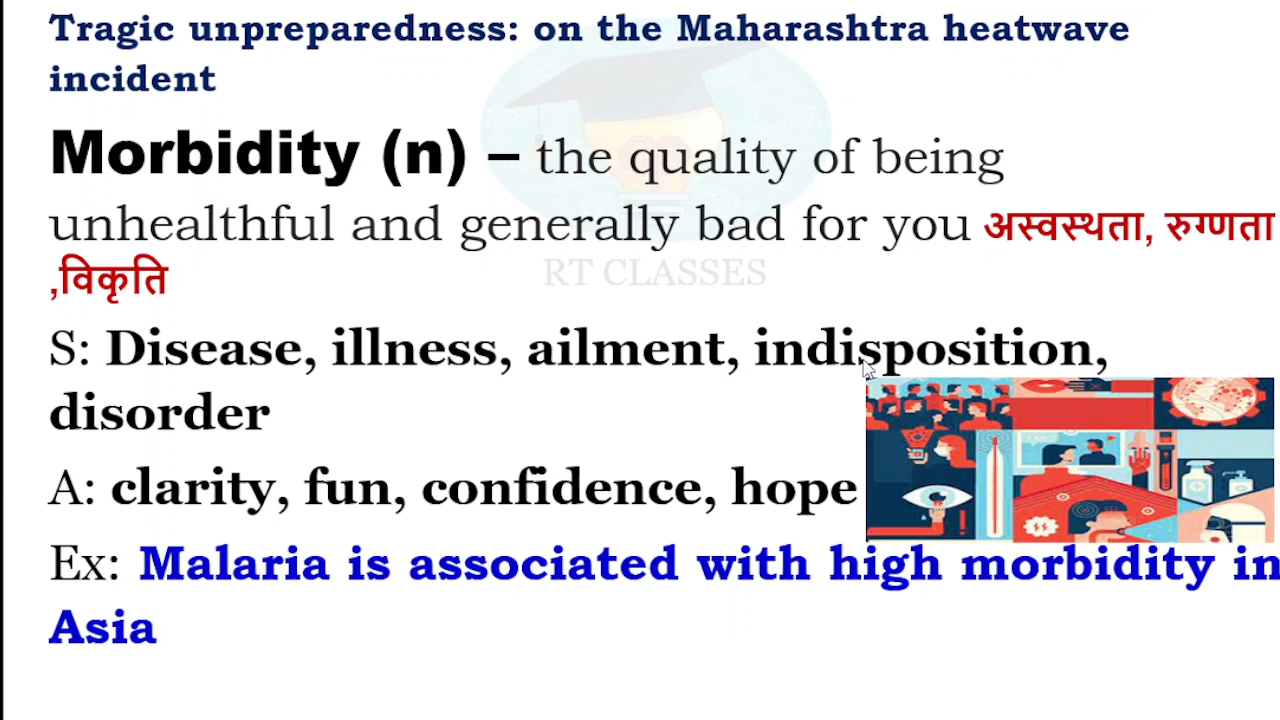 Tragic unpreparedness: on the Maharashtra heatwave
incident
Morbidity (n) – the quality of being
unhealthful and generally bad for you अस्वस्थता, रुग्णता
,विकृति
RT CLASSES
S: Disease, illness, ailment, indisposition,
disorder
A: clarity, fun, confidence, hope
Ex: Malaria is associated with high morbidity in
Asia